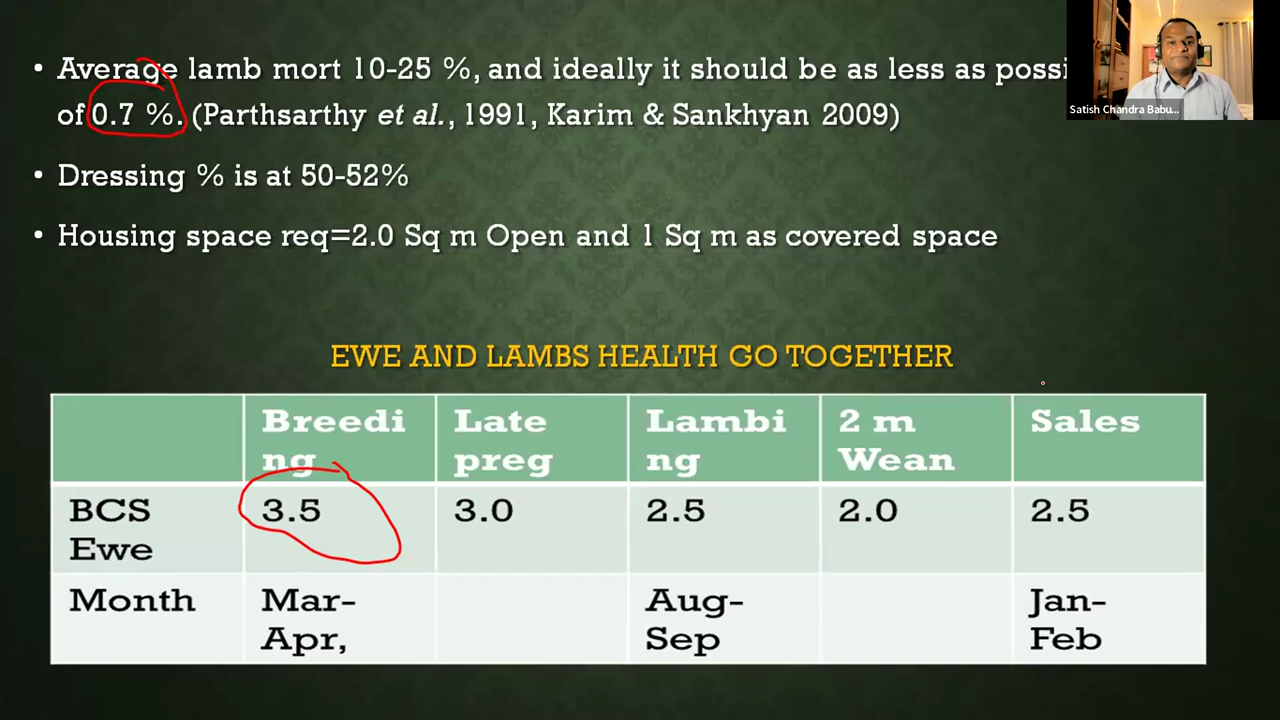 • Average lamb mort 10-25 %, and ideally it should be as less as
of 0.7 %. (Parthsarthy et al., 1991, Karim & Sankhyan 2009)
Satish Chandra Babu...
• Dressing % is at 50-52%
• Housing space req=2.0 Sq m Open and 1 Sq m as covered space
EWE AND LAMBS HEALTH GO TOGETHER
Breedi
ng
Late
preg
Lambi
ng
2 m
Wean
Sales
BCS
Ewe
3.5
3.0
2.5
2.0
2.5
Month
Mar-
Apr,
Aug-
Sep
Jan-
Feb